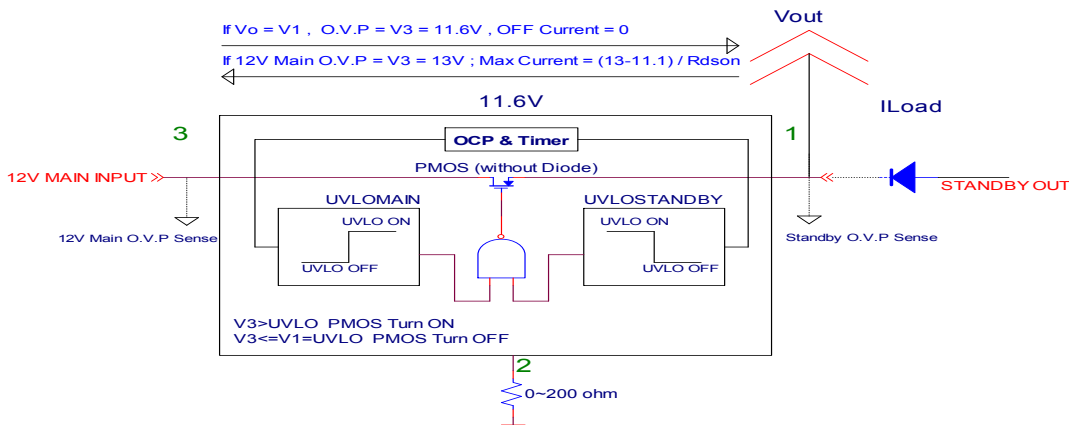 Vout
If Vo = V1 , O.V.P = V3 = 11.6V , OFF Current = 0
If 12V Main O.V.P = V3 = 13V ; Max Current = (13-11.1) / Rdson
11.6V
ILoad
3
1
OCP & Timer
PMOS (without Diode)
12V MAIN INPUT
STANDBY OUT
UVLOMAIN
UVLOSTANDBY
UVLO ON
UVLO ON
12V Main O.V.P Sense
Standby O.V.P Sense
UVLO OFF
UVLO OFF
V3>UVLO PMOS Turn ON
V3<=V1=UVLO PMOS Turn OFF
2
0~200 ohm